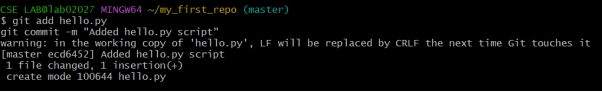 CSE LAB@lab02027 MINGW64 ~/my_first_repo (master)
$ git add hello.py
git commit -m "Added hello.py script"
warning: in the working copy of 'hello.py', LF will be replaced by CRLF the next time Git touches it
[master ecd6452] Added hello.py script
 1 file changed, 1 insertion(+)
 create mode 100644 hello.py